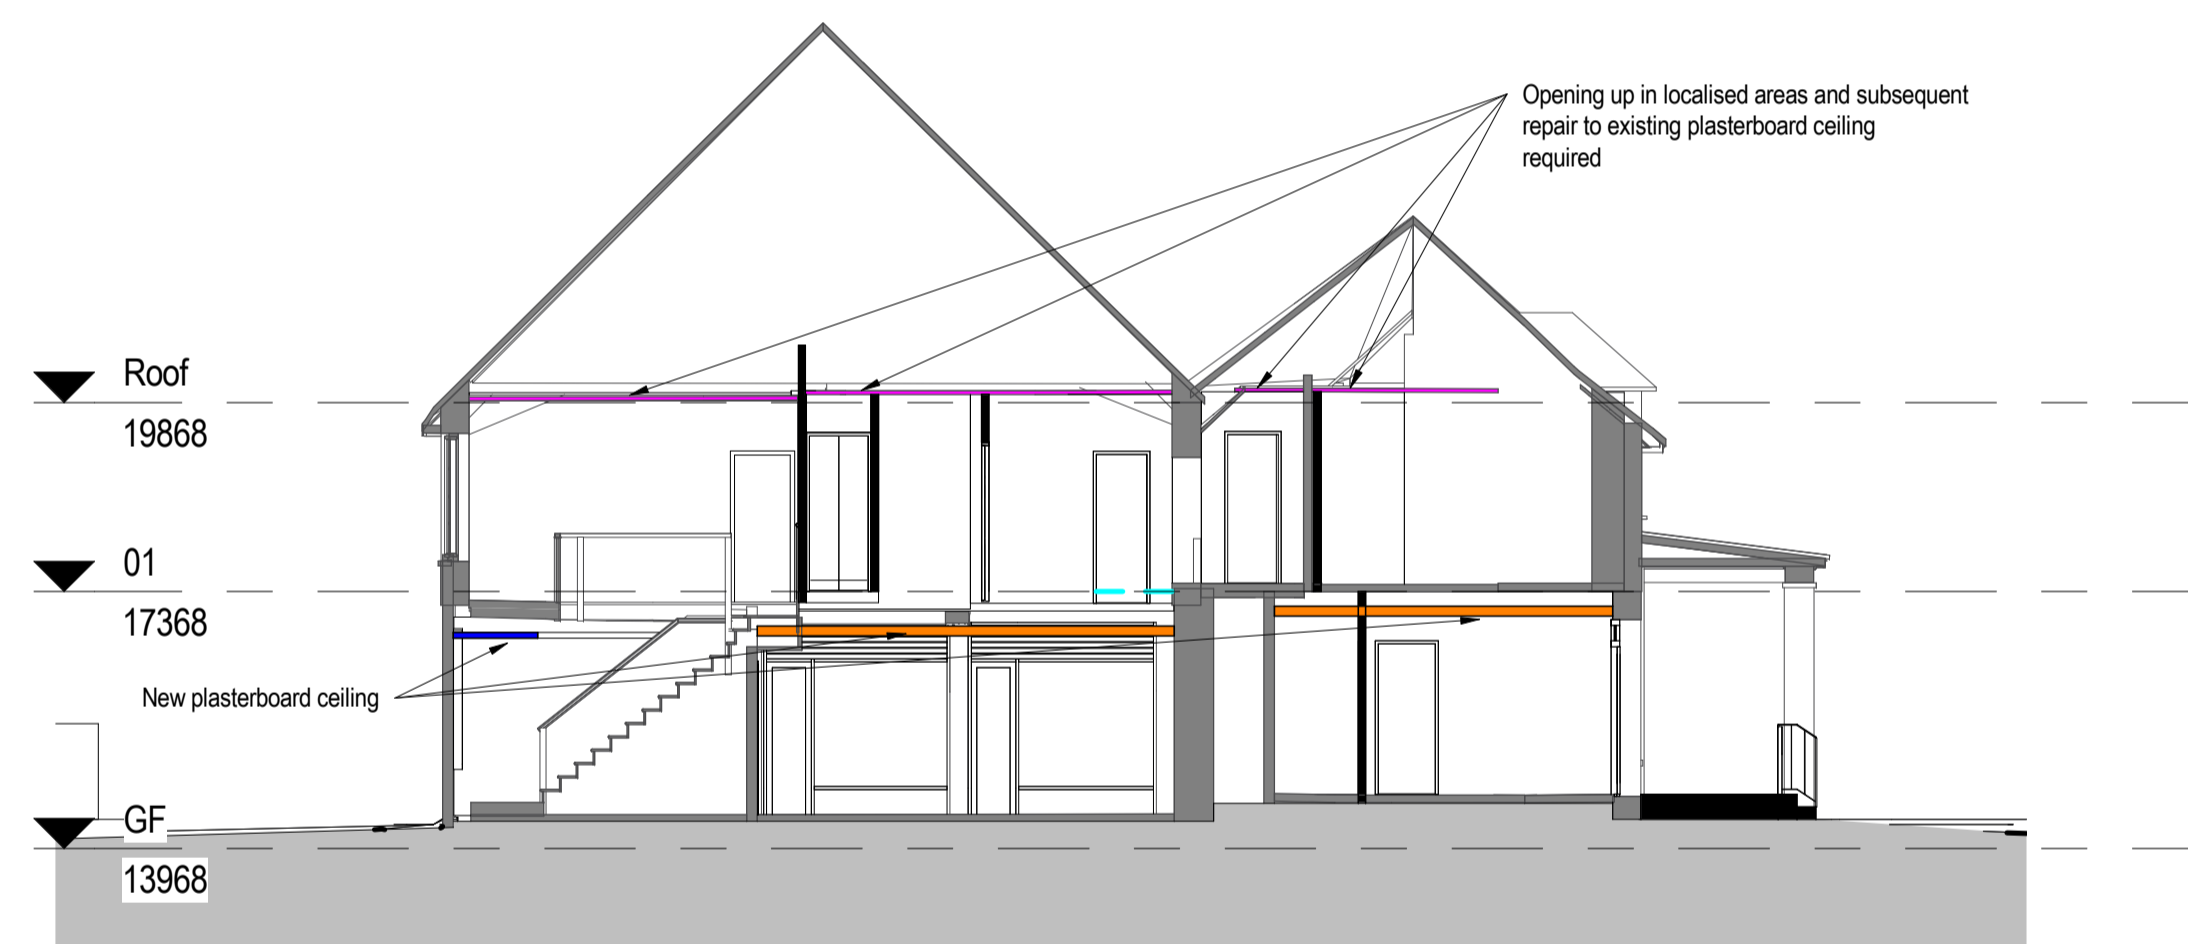 Opening up in localised areas and subsequent
repair to existing plasterboard ceiling
required
Roof
19868
01
17368
New plasterboard ceiling
GF
13968